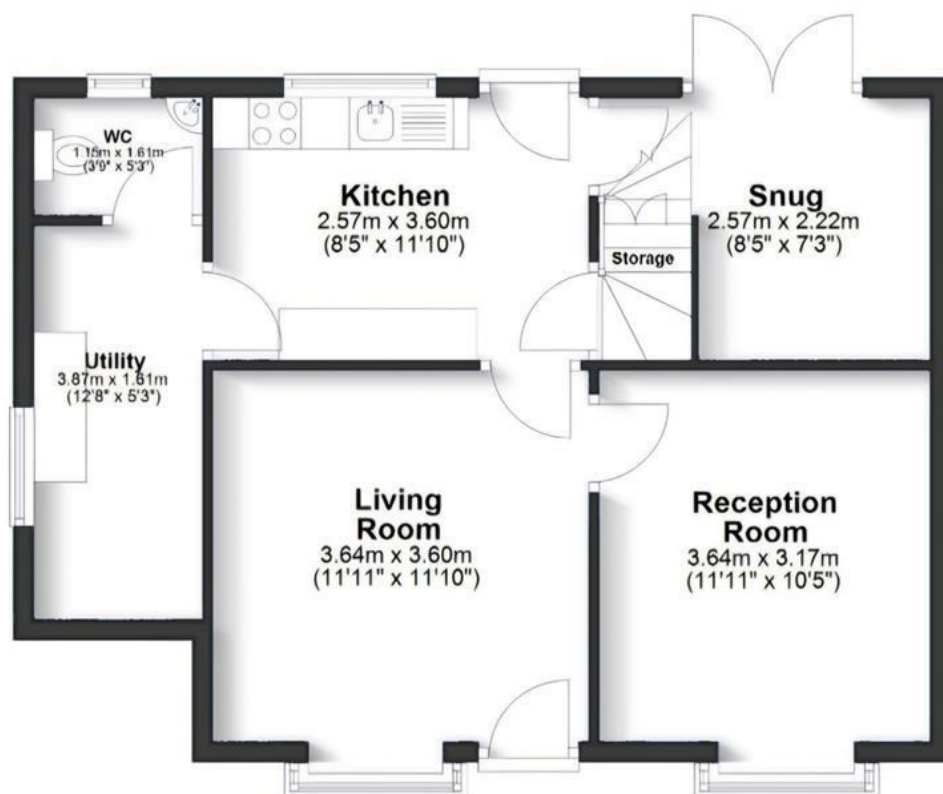 WC
1.15m x 1.61m
(3'9" x 5'3")
Kitchen
2.57m x 3.60m
(8'5" x 11'10")
Snug
2.57m x 2.22m
(8'5" x 7'3")
Storage
Utility
3.87m x 1.61m
(12'8" x 5'3")
Living
Room
3.64m x 3.60m
(11'11" x 11'10")
Reception
Room
3.64m x 3.17m
(11'11" x 10'5")